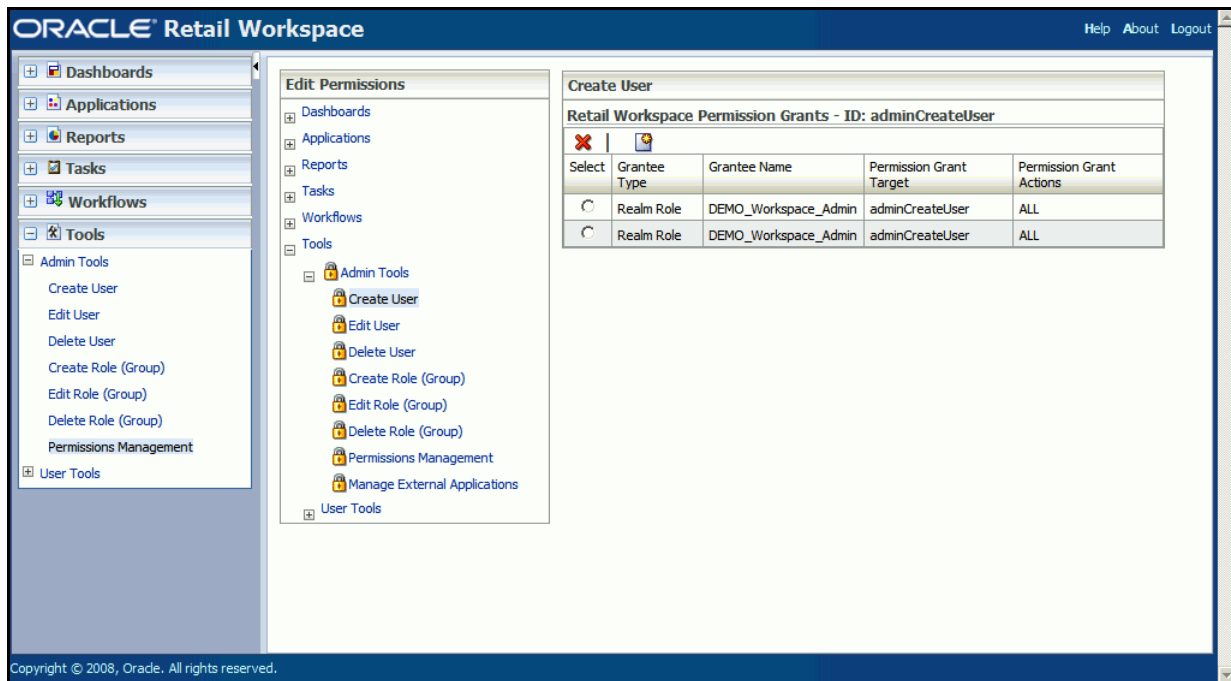 ORACLE Retail Workspace
Help About Logout
Dashboards
Applications
Reports
Tasks
Workflows
Tools
Admin Tools
Create User
Edit User
Delete User
Create Role (Group)
Edit Role (Group)
Delete Role (Group)
Permissions Management
User Tools
Edit Permissions
Dashboards
Applications
Reports
Tasks
Workflows
Tools
Admin Tools
Create User
Edit User
Delete User
Create Role (Group)
Edit Role (Group)
Delete Role (Group)
Permissions Management
Manage External Applications
User Tools
Create User
Retail Workspace Permission Grants - ID: adminCreateUser
Select Grantee Type Grantee Name Permission Grant Target Permission Grant Actions
Realm Role DEMO_Workspace_Admin adminCreateUser ALL
Realm Role DEMO_Workspace_Admin adminCreateUser ALL
Copyright © 2008, Oracle. All rights reserved.